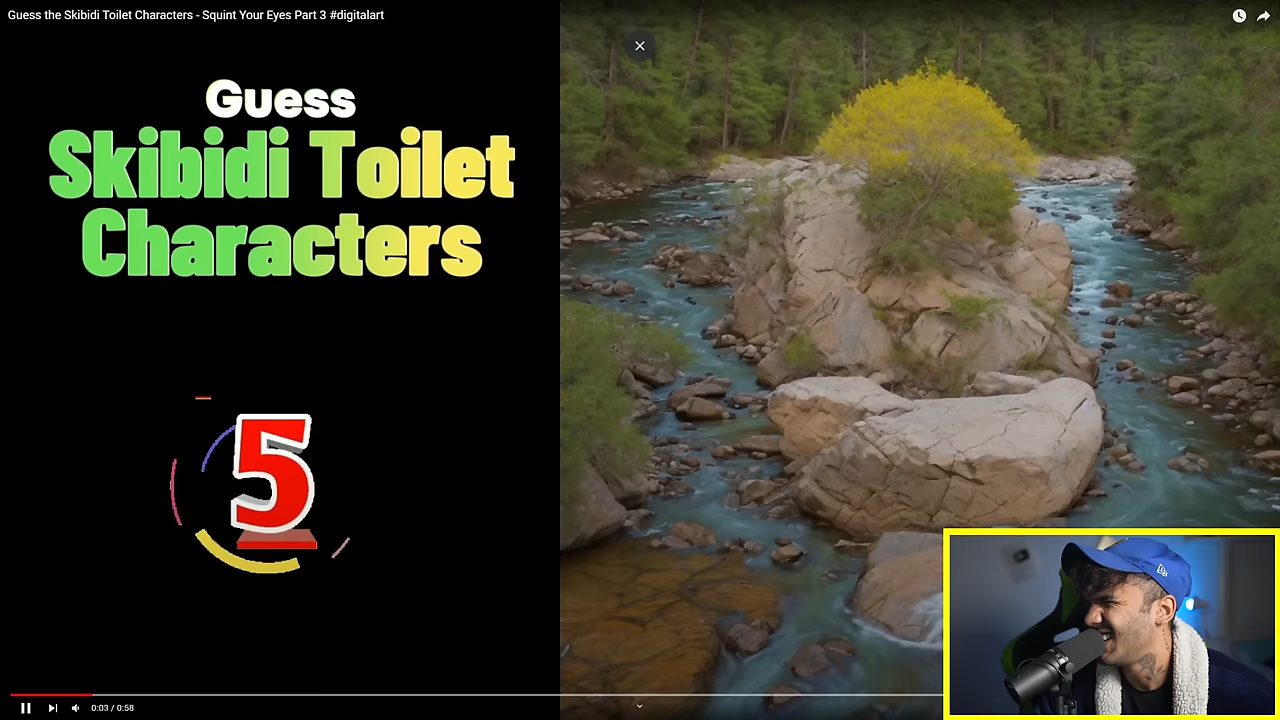 Guess the Skibidi Toilet Characters - Squint Your Eyes Part 3 #digitalart
Guess
Skibidi Toilet
Characters
5
0:03 / 0:58